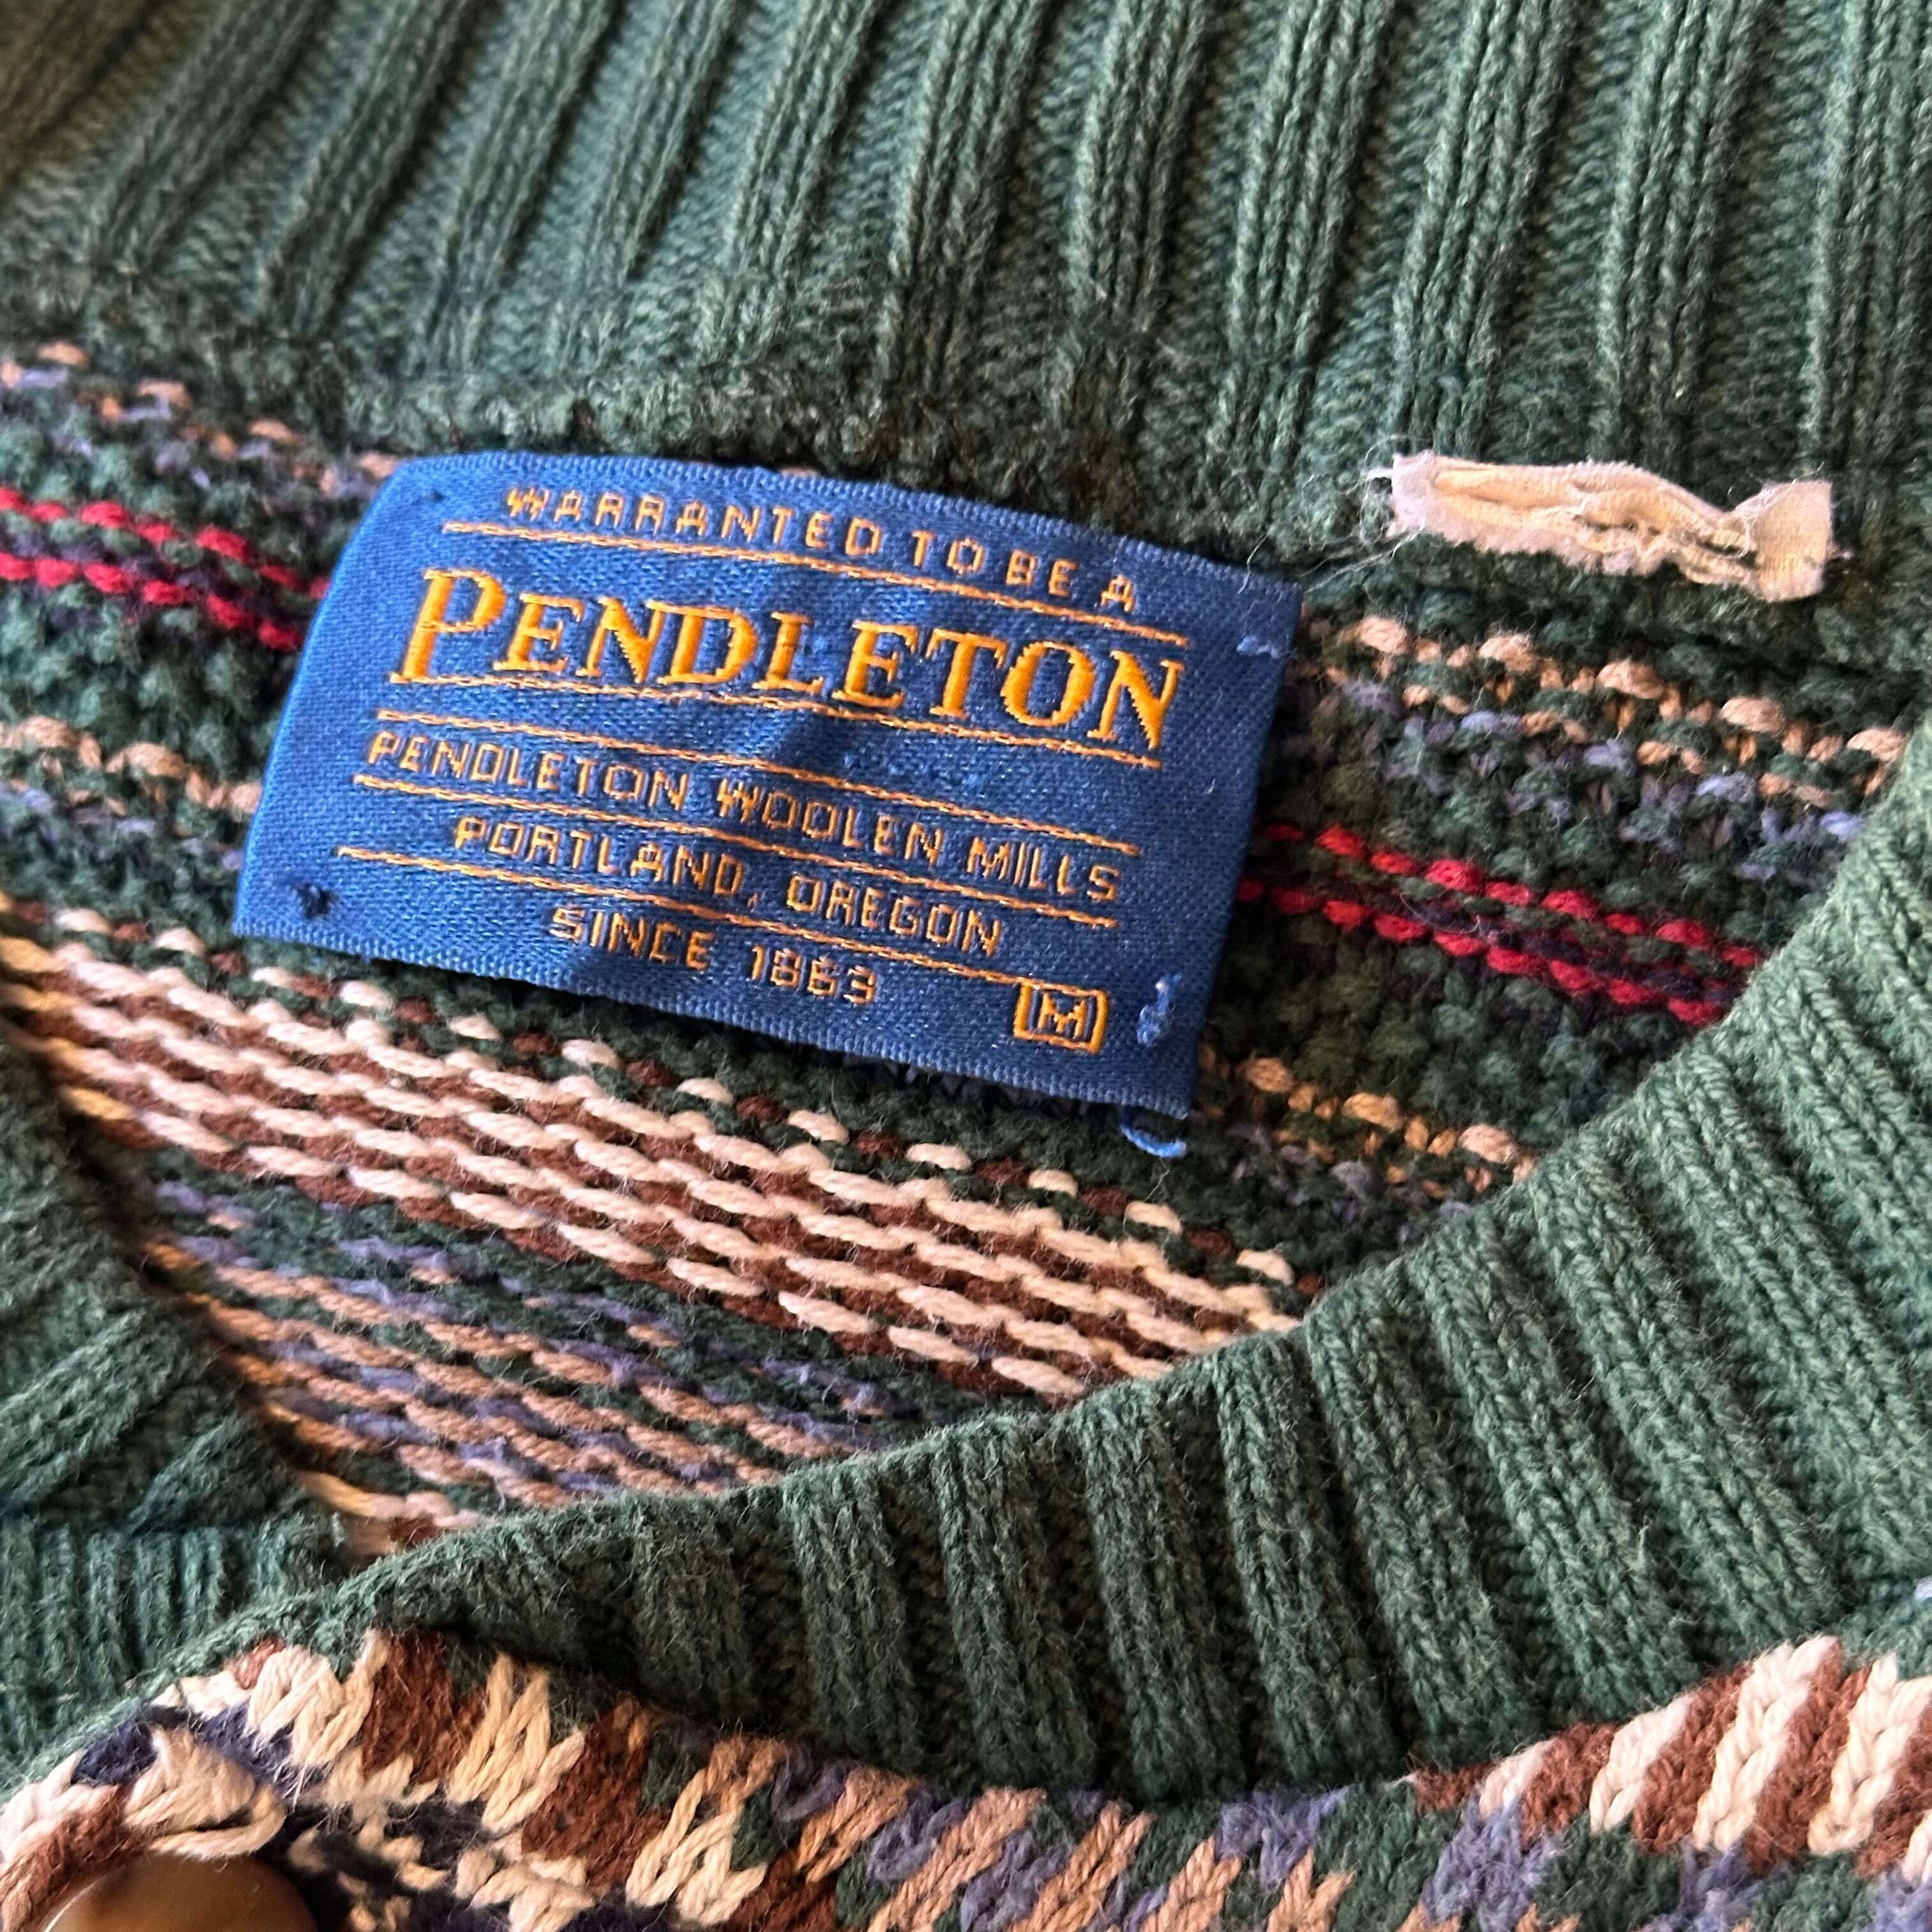 WARRANTED TO BE A
PENDLETON
PENDLETON WOOLEN MILLS
PORTLAND, OREGON
SINCE 1863
M